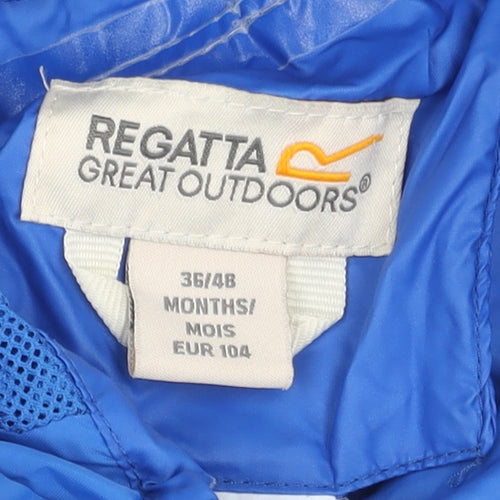 REGATTA
GREAT OUTDOORS®
36/48
MONTHS/
MOIS
EUR 104